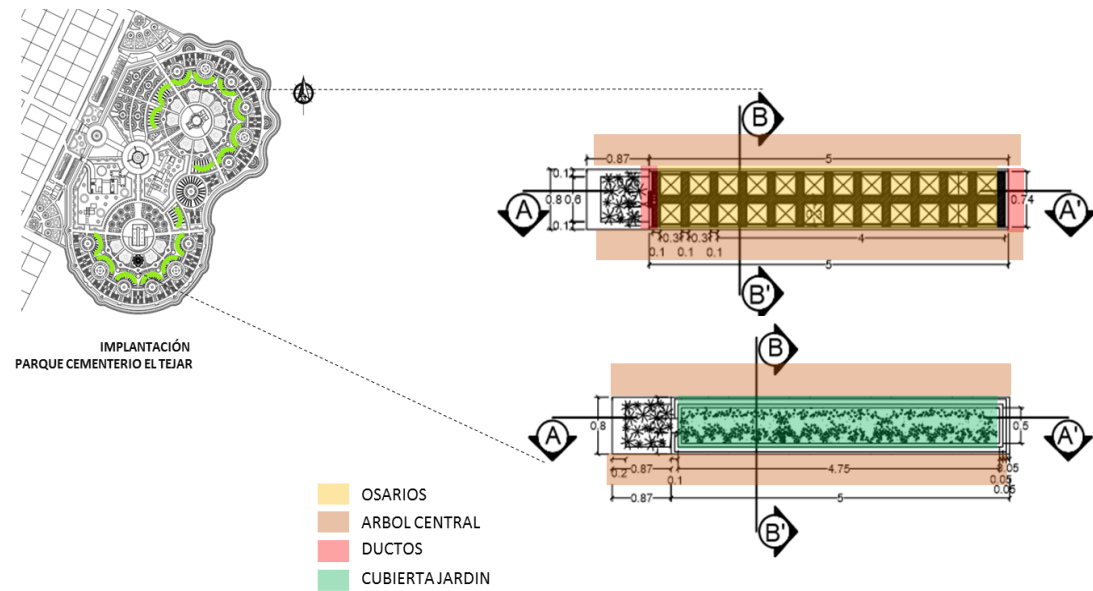 B
0.87
5
0.12
0.8
0.6
0.12
A
A'
0.74
0.3
0.3
0.3
4
0.1
0.1
0.1
5
B'
IMPLANTACIÓN
PARQUE CEMENTERIO EL TEJAR
B
A
A'
0.8
0.5
0.2
0.87
4.75
0.05
0.1
0.05
0.05
0.87
5
B'
OSARIOS
ARBOL CENTRAL
DUCTOS
CUBIERTA JARDIN